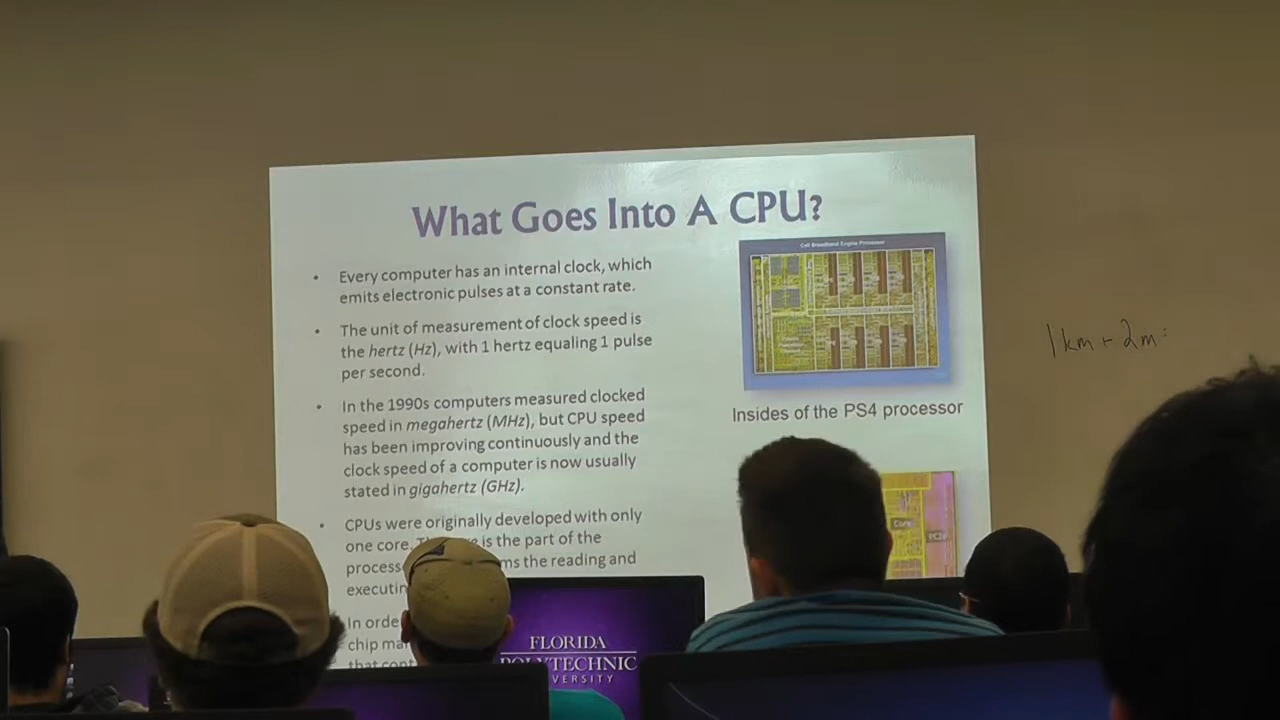 What Goes Into A CPU?
• Every computer has an internal clock, which
emits electronic pulses at a constant rate.
• The unit of measurement of clock speed is
the hertz (Hz), with 1 hertz equaling 1 pulse
per second.
• In the 1990s computers measured clocked
speed in megahertz (MHz), but CPU speed
has been improving continuously and the
clock speed of a computer is now usually
stated in gigahertz (GHz).
• CPUs were originally developed with only
one core. is the part of the
the reading and
In
chip
that
Cell Broadband Engine Processor
Insides of the PS4 processor
Core
1km + 2m =
FLORIDA
POLYTECHNIC